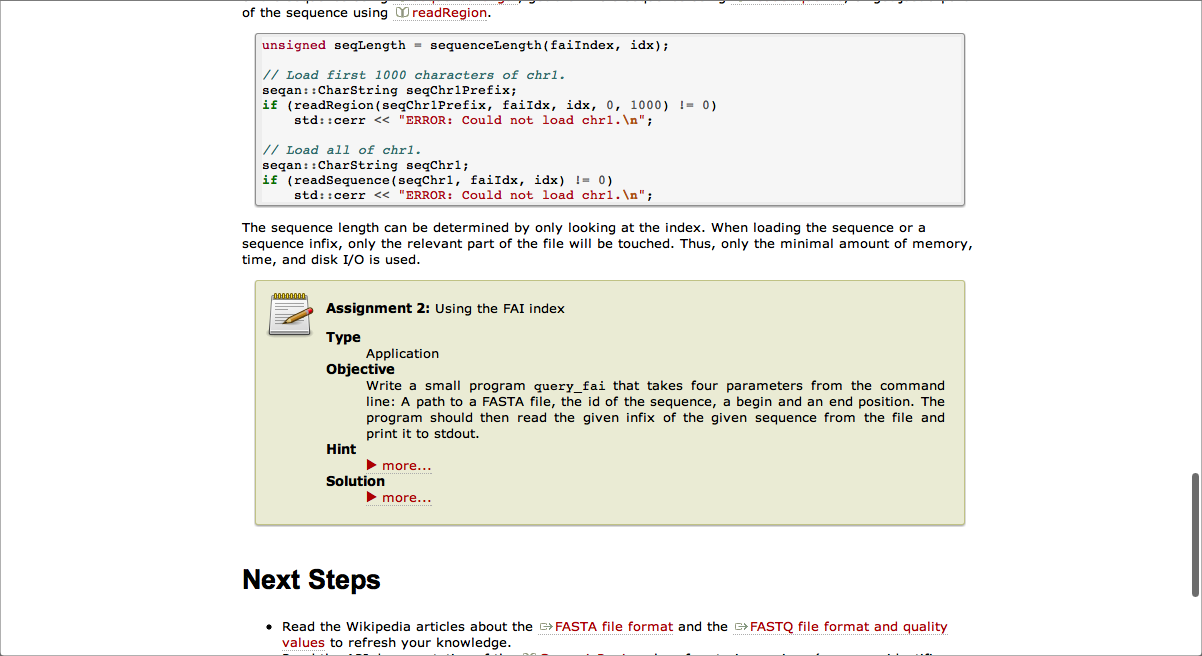 of the sequence using readRegion.
unsigned seqLength = sequenceLength(faiIndex, idx);
// Load first 1000 characters of chr1.
seqan::CharString seqChr1Prefix;
if (readRegion(seqChr1Prefix, faiIdx, idx, 0, 1000) != 0)
    std::cerr << "ERROR: Could not load chr1.\n";
// Load all of chr1.
seqan::CharString seqChr1;
if (readSequence(seqChr1, faiIdx, idx) != 0)
    std::cerr << "ERROR: Could not load chr1.\n";
The sequence length can be determined by only looking at the index. When loading the sequence or a
sequence infix, only the relevant part of the file will be touched. Thus, only the minimal amount of memory,
time, and disk I/O is used.
Assignment 2: Using the FAI index
Type
Application
Objective
Write a small program query_fai that takes four parameters from the command
line: A path to a FASTA file, the id of the sequence, a begin and an end position. The
program should then read the given infix of the given sequence from the file and
print it to stdout.
Hint
more...
Solution
more...
Next Steps
• Read the Wikipedia articles about the FASTA file format and the FASTQ file format and quality
values to refresh your knowledge.